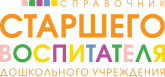 СПРАВОЧНИК
СТАРШЕГО
ВОСПИТАТЕЛЯ
ДОШКОЛЬНОГО УЧРЕЖДЕНИЯ